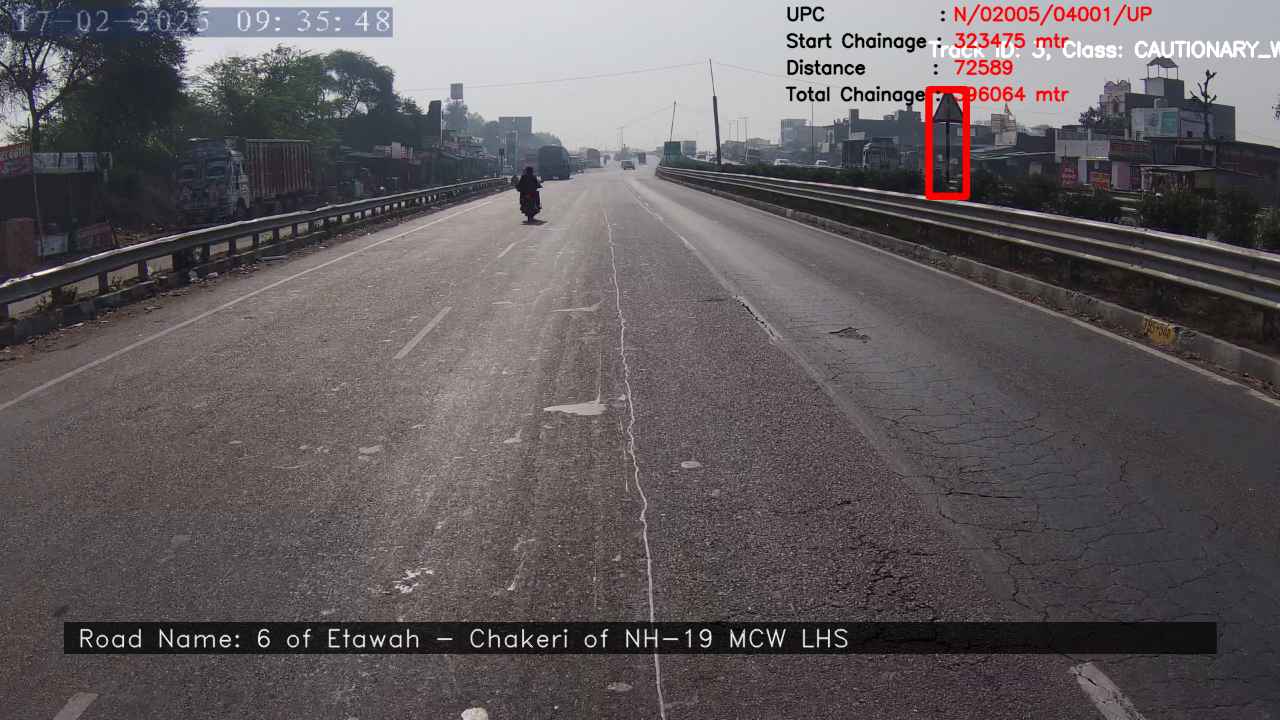 17-02-2025 09:35:48
UPC : N/02005/04001/UP
Start Chainage : 323475 mtr
Track ID: 3, Class: CAUTIONARY_W
Distance : 72589
Total Chainage : 396064 mtr
Road Name: 6 of Etawah - Chakeri of NH-19 MCW LHS